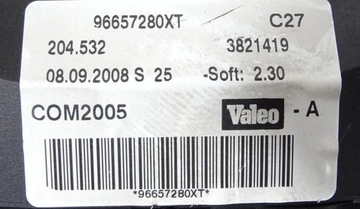 96657280XT C27
204.532 3821419
08.09.2008 S 25 -Soft: 2.30
COM2005 Valeo - A
*96657280XT*